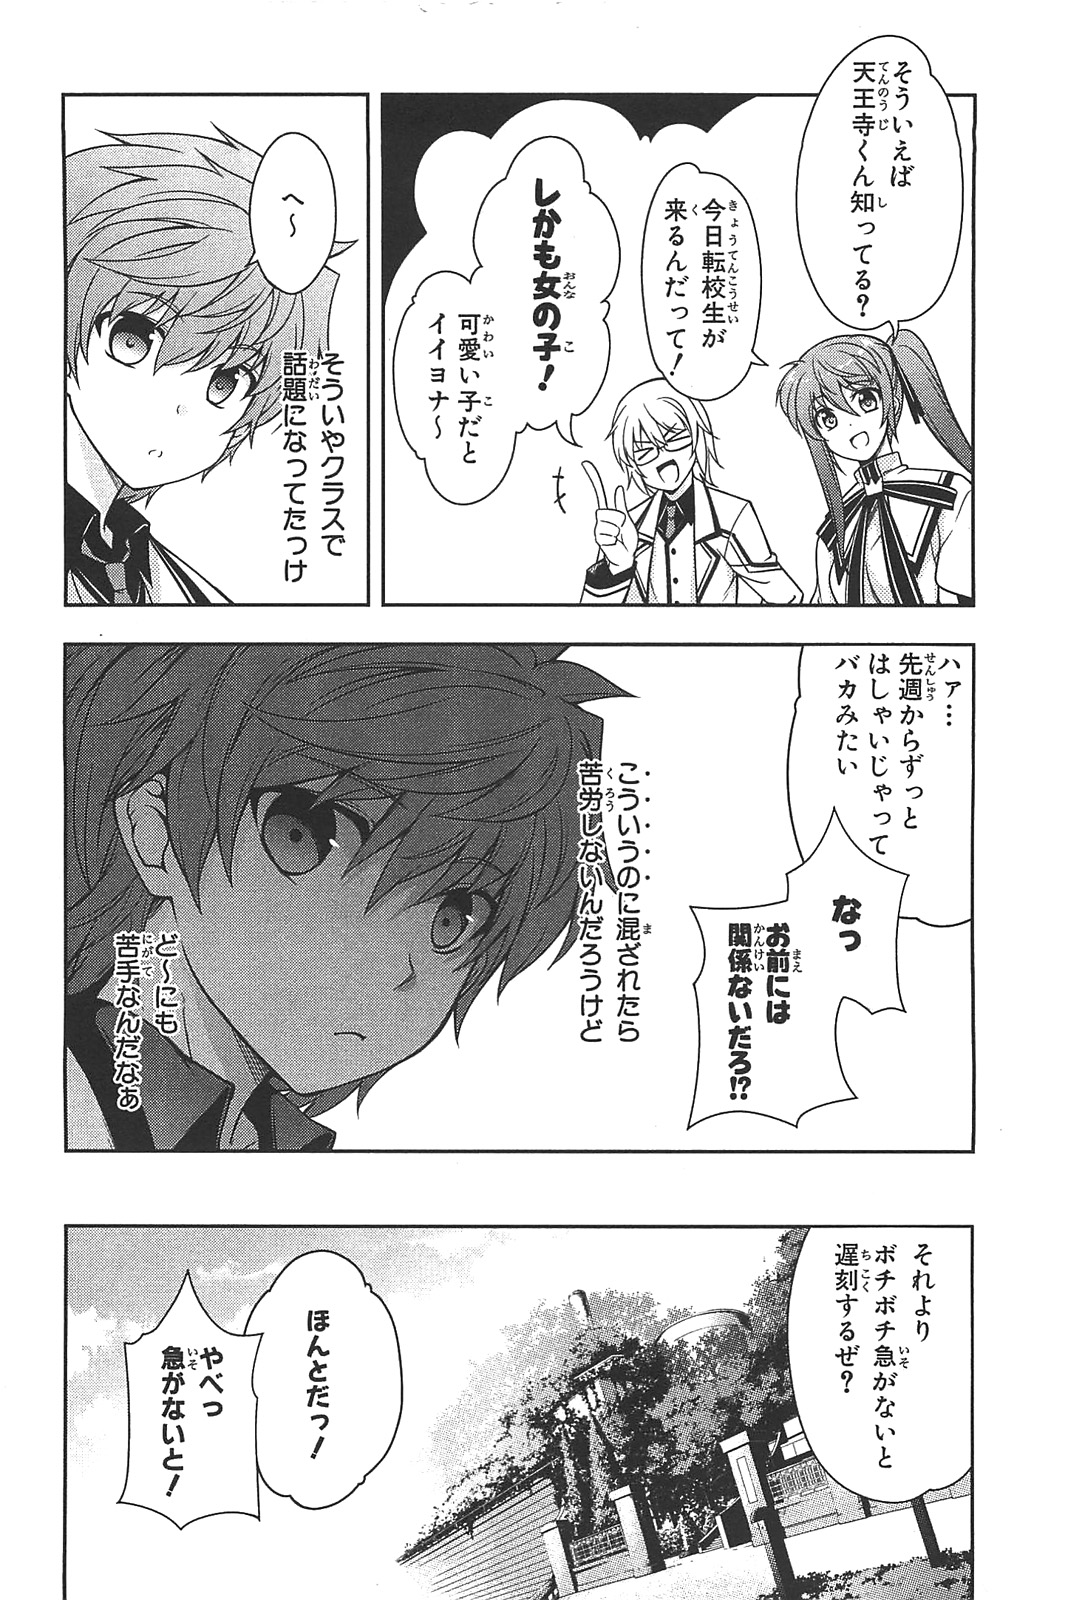 そういえば
天王寺くん知ってる?
今日転校生が
来るんだって!
しかも女の子!
可愛い子だと
イイヨナ〜
へ〜
そういやクラスで
話題になってたっけ
ハァ…
先週からずっと
はしゃいじゃって
バカみたい
なっ
お前には
関係ないだろ!?
こういうのに混ざれたら
苦労しないんだろうけど
ど〜にも
苦手なんだなぁ
それより
ボチボチ急がないと
遅刻するぜ?
ほんとだっ!
やべっ
急がないと!